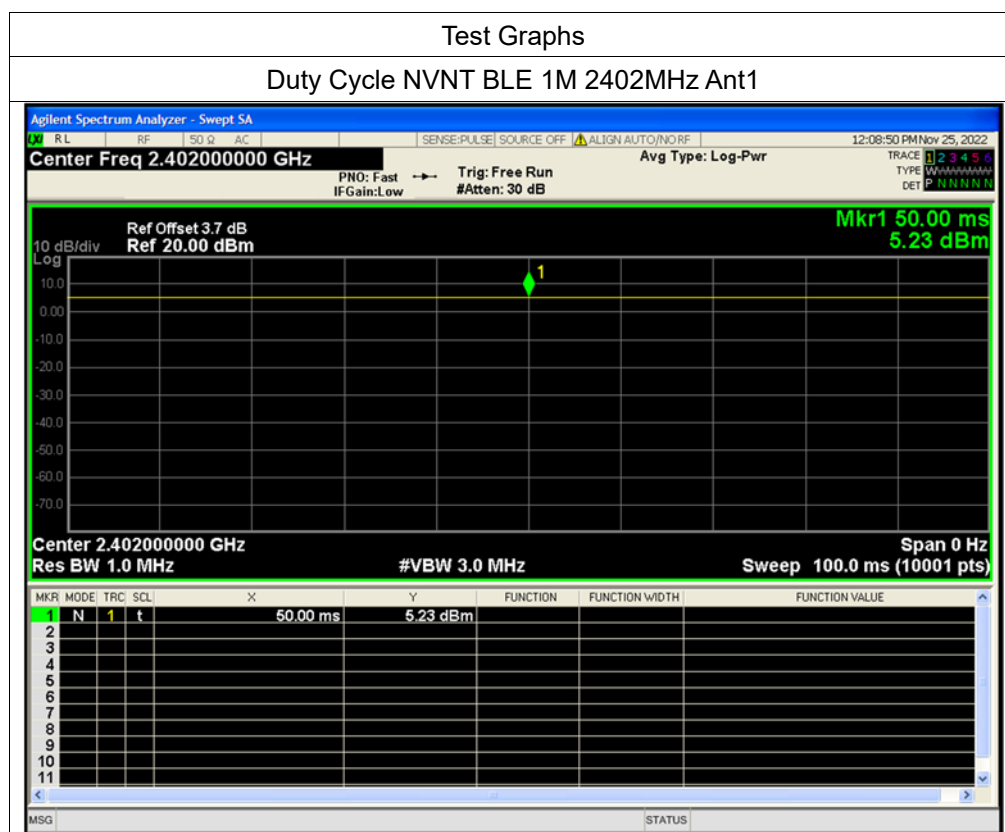 Test Graphs
Duty Cycle NVNT BLE 1M 2402MHz Ant1
Agilent Spectrum Analyzer - Swept SA
LXI RL RF 50 Ω AC SENSE:PULSE SOURCE OFF ALIGN AUTO/NO RF 12:08:50 PM Nov 25, 2022
Center Freq 2.402000000 GHz Avg Type: Log-Pwr TRACE 1 2 3 4 5 6
PNO: Fast Trig: Free Run TYPE W
IFGain:Low #Atten: 30 dB DET P N N N N N
Mkr1 50.00 ms
Ref Offset 3.7 dB
10 dB/div Ref 20.00 dBm 5.23 dBm
Log
1
10.0
0.00
-10.0
-20.0
-30.0
-40.0
-50.0
-60.0
-70.0
Center 2.402000000 GHz Span 0 Hz
Res BW 1.0 MHz #VBW 3.0 MHz Sweep 100.0 ms (10001 pts)
MKR MODE TRC SCL X Y FUNCTION FUNCTION WIDTH FUNCTION VALUE
1 N 1 t 50.00 ms 5.23 dBm
2
3
4
5
6
7
8
9
10
11
MSG STATUS